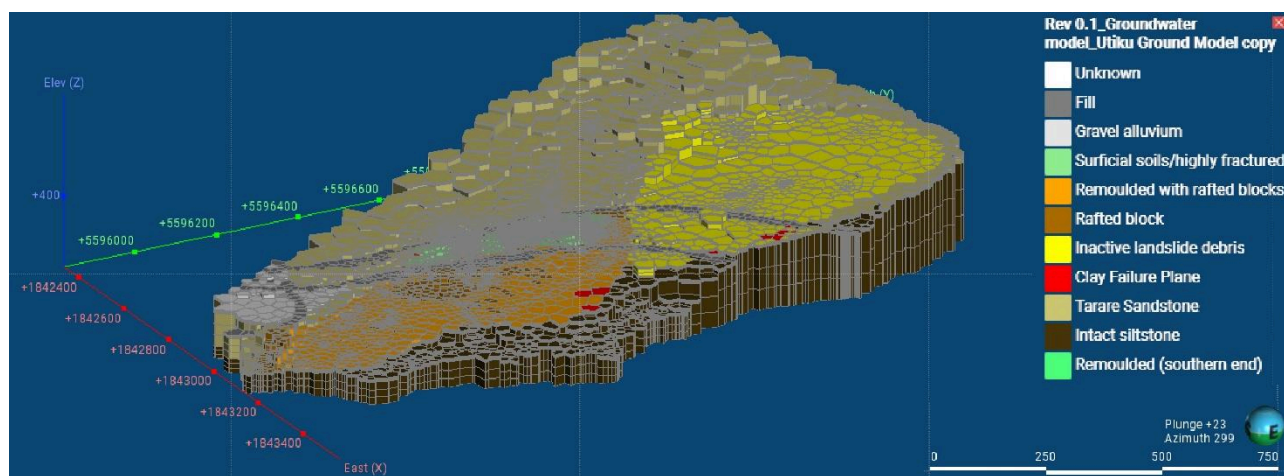 Rev 0.1_Groundwater
model_Utiku Ground Model copy
Unknown
Fill
Gravel alluvium
Surficial soils/highly fractured
Remoulded with rafted blocks
Rafted block
Inactive landslide debris
Clay Failure Plane
Tarare Sandstone
Intact siltstone
Remoulded (southern end)
Elev (Z)
+400
+5596000
+5596200
+5596400
+5596600
+1842400
+1842600
+1842800
+1843000
+1843200
+1843400
East (X)
Plunge +23
Azimuth 299
E
0
250
500
750